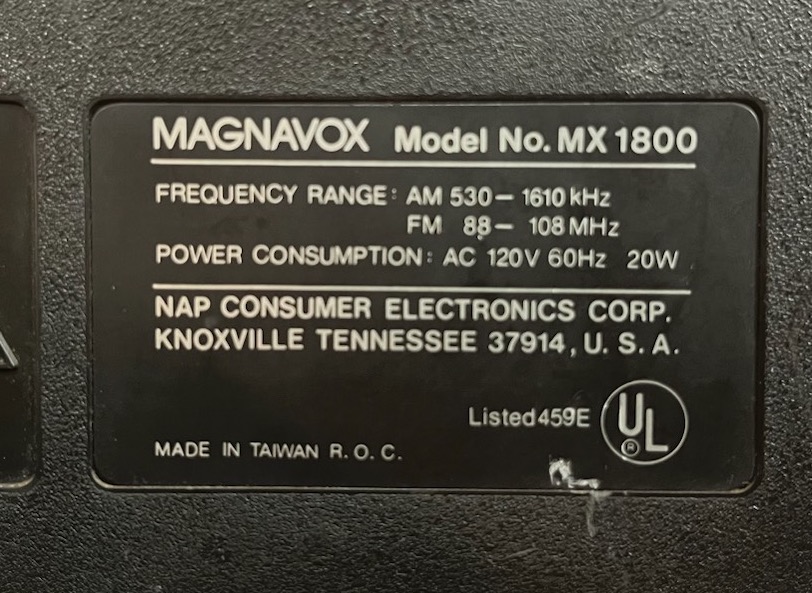 MAGNAVOX Model No. MX 1800
FREQUENCY RANGE: AM 530 – 1610 kHz
FM 88 – 108 MHz
POWER CONSUMPTION: AC 120V 60Hz 20W
NAP CONSUMER ELECTRONICS CORP.
KNOXVILLE TENNESSEE 37914, U. S. A.
Listed 459E UL ®
MADE IN TAIWAN R. O. C.